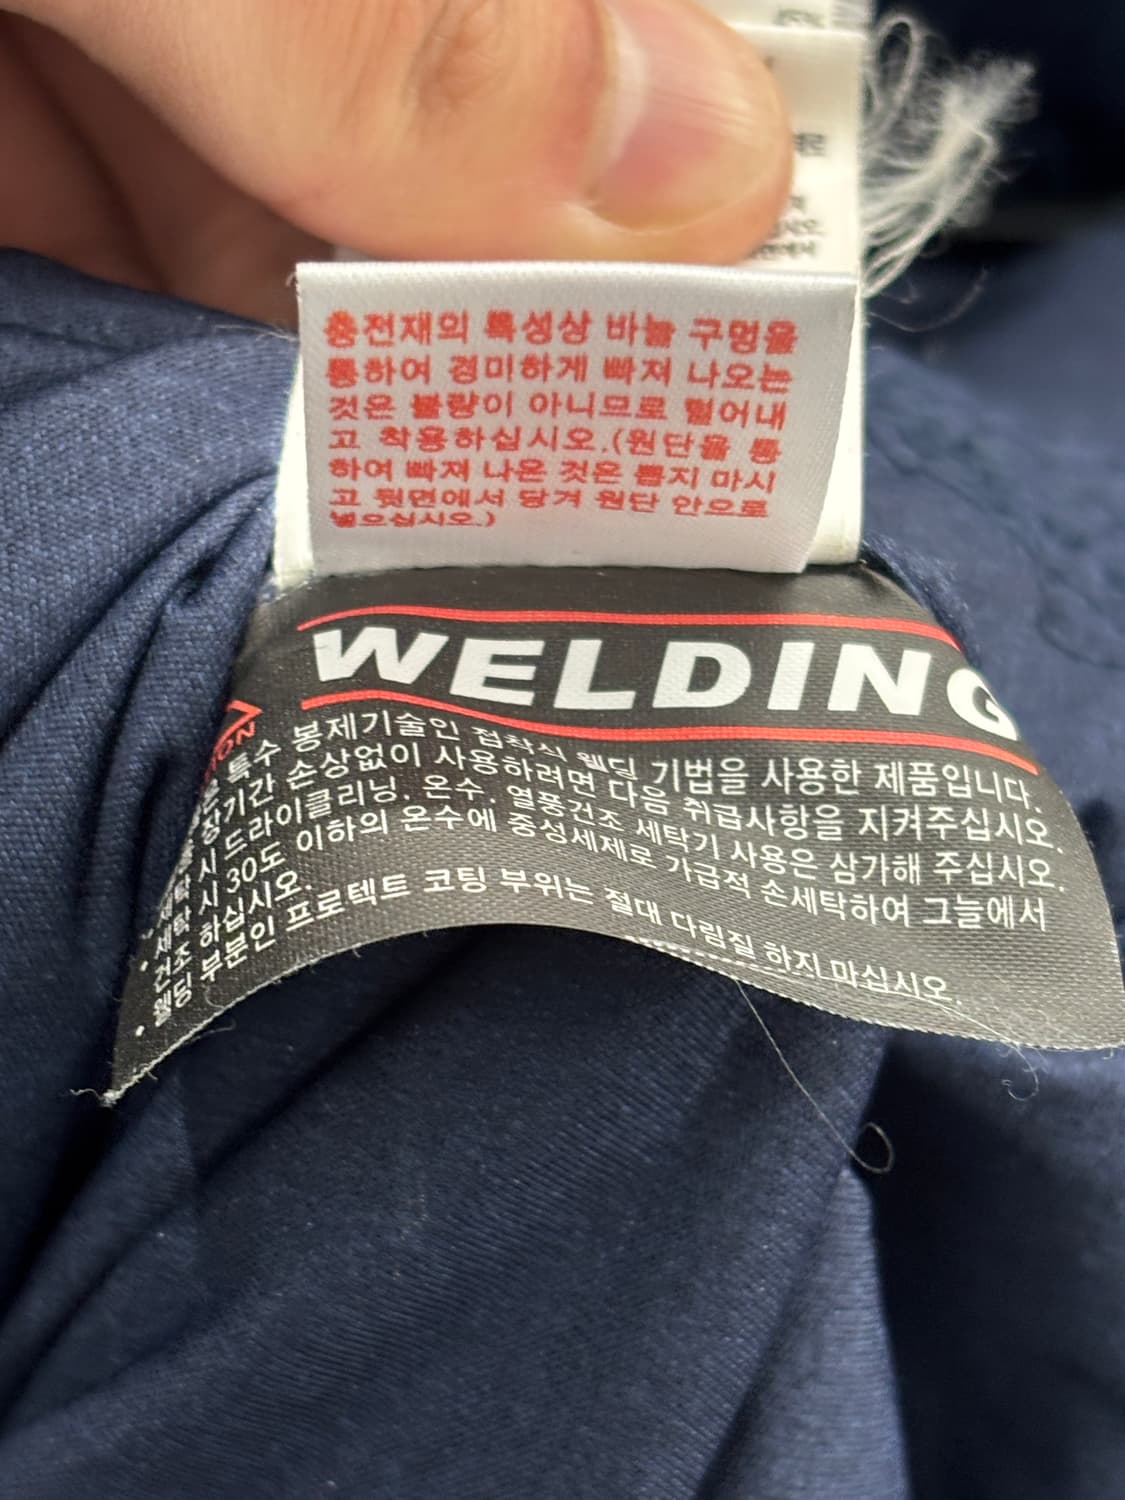 충전재의 특성상 바늘 구멍을
통하여 경미하게 빠져 나오는
것은 불량이 아니므로 털어내
고 착용하십시오.(원단을 통
하여 빠져 나온 것은 뽑지 마시
고 뒷면에서 당겨 원단 안으로
넣으십시오.)
WELDING
특수 봉제기술인 접착식 웰딩 기법을 사용한 제품입니다.
장기간 손상없이 사용하려면 다음 취급사항을 지켜주십시오.
시 드라이클리닝, 온수, 열풍건조 세탁기 사용은 삼가해 주십시오.
· 세탁 시 30도 이하의 온수에 중성세제로 가급적 손세탁하여 그늘에서
건조 하십시오.
· 웰딩 부분인 프로텍트 코팅 부위는 절대 다림질 하지 마십시오.